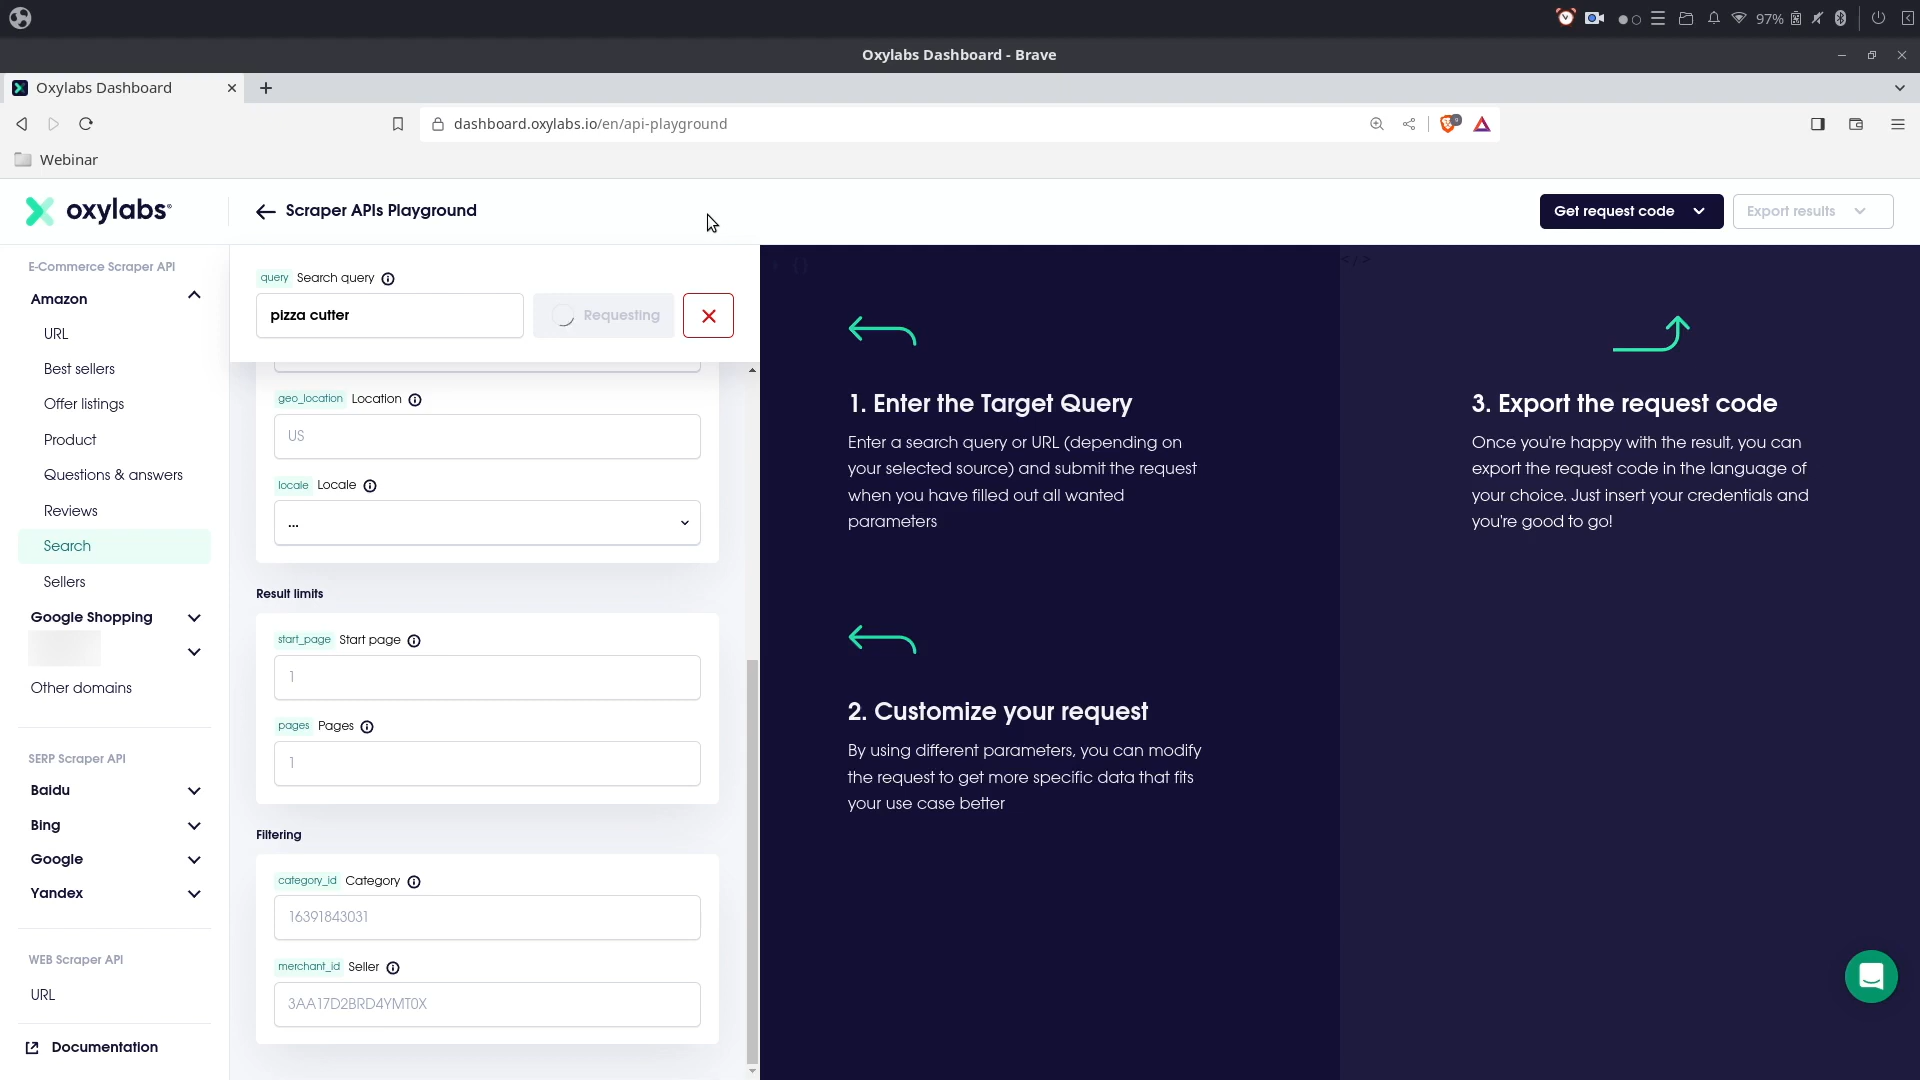 97%
Oxylabs Dashboard - Brave
Oxylabs Dashboard
dashboard.oxylabs.io/en/api-playground
Webinar
oxylabs®
Scraper APIs Playground
Get request code
Export results
E-Commerce Scraper API
Amazon
URL
Best sellers
Offer listings
Product
Questions & answers
Reviews
Search
Sellers
Google Shopping
Other domains
SERP Scraper API
Baidu
Bing
Google
Yandex
WEB Scraper API
URL
Documentation
query Search query
pizza cutter
Requesting
geo_location Location
US
locale Locale
...
Result limits
start_page Start page
1
pages Pages
1
Filtering
category_id Category
16391843031
merchant_id Seller
3AA17D2BRD4YMT0X
{}
1. Enter the Target Query
Enter a search query or URL (depending on
your selected source) and submit the request
when you have filled out all wanted
parameters
2. Customize your request
By using different parameters, you can modify
the request to get more specific data that fits
your use case better
</>
3. Export the request code
Once you're happy with the result, you can
export the request code in the language of
your choice. Just insert your credentials and
you're good to go!